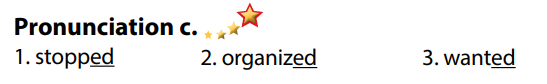 Pronunciation c.
1. stopped 2. organized 3. wanted